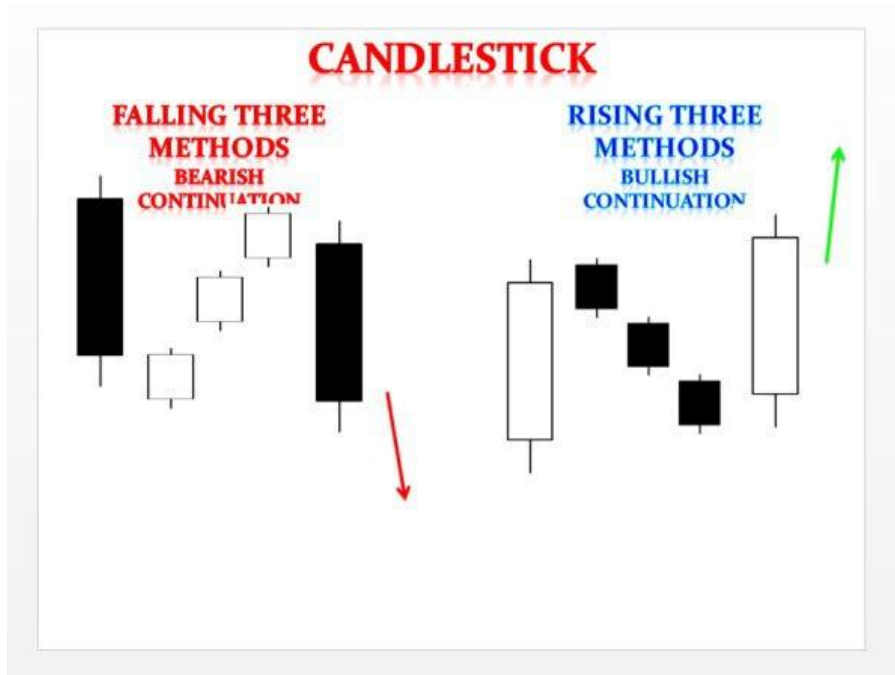 CANDLESTICK
FALLING THREE
METHODS
BEARISH
CONTINUATION
RISING THREE
METHODS
BULLISH
CONTINUATION